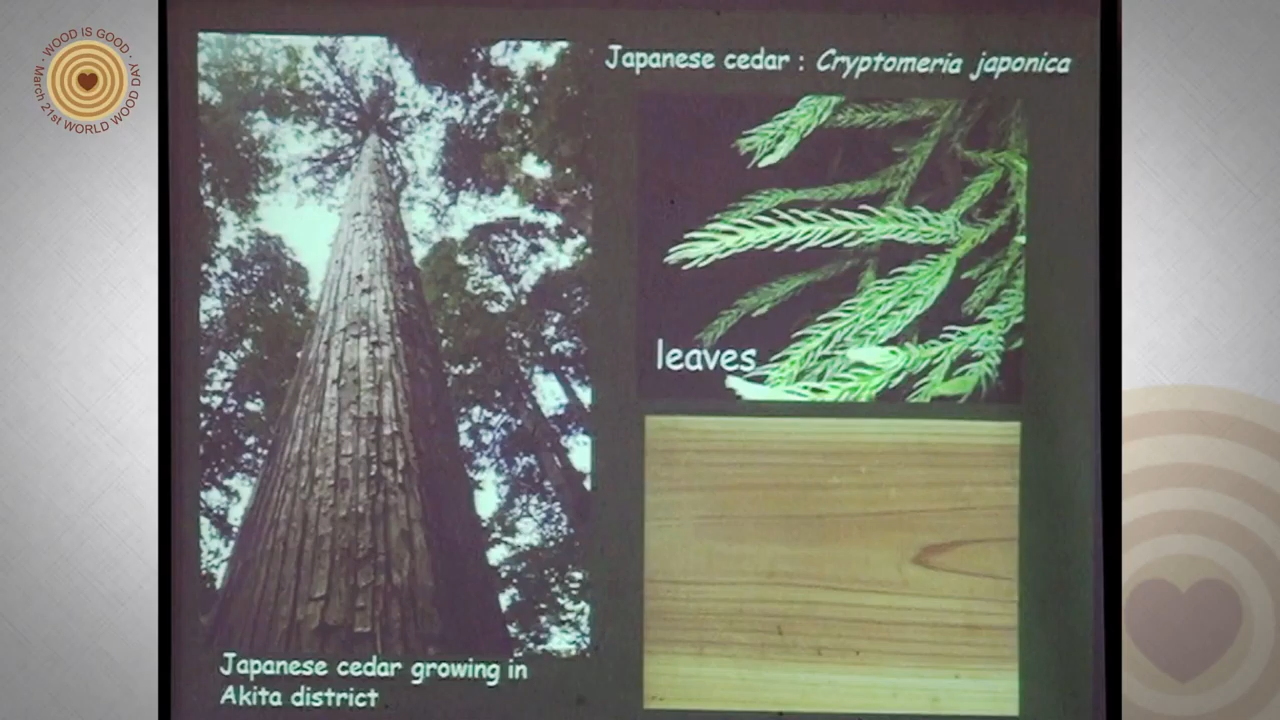 WOOD IS GOOD
March 21st WORLD WOOD DAY
Japanese cedar : Cryptomeria japonica
leaves
Japanese cedar growing in
Akita district